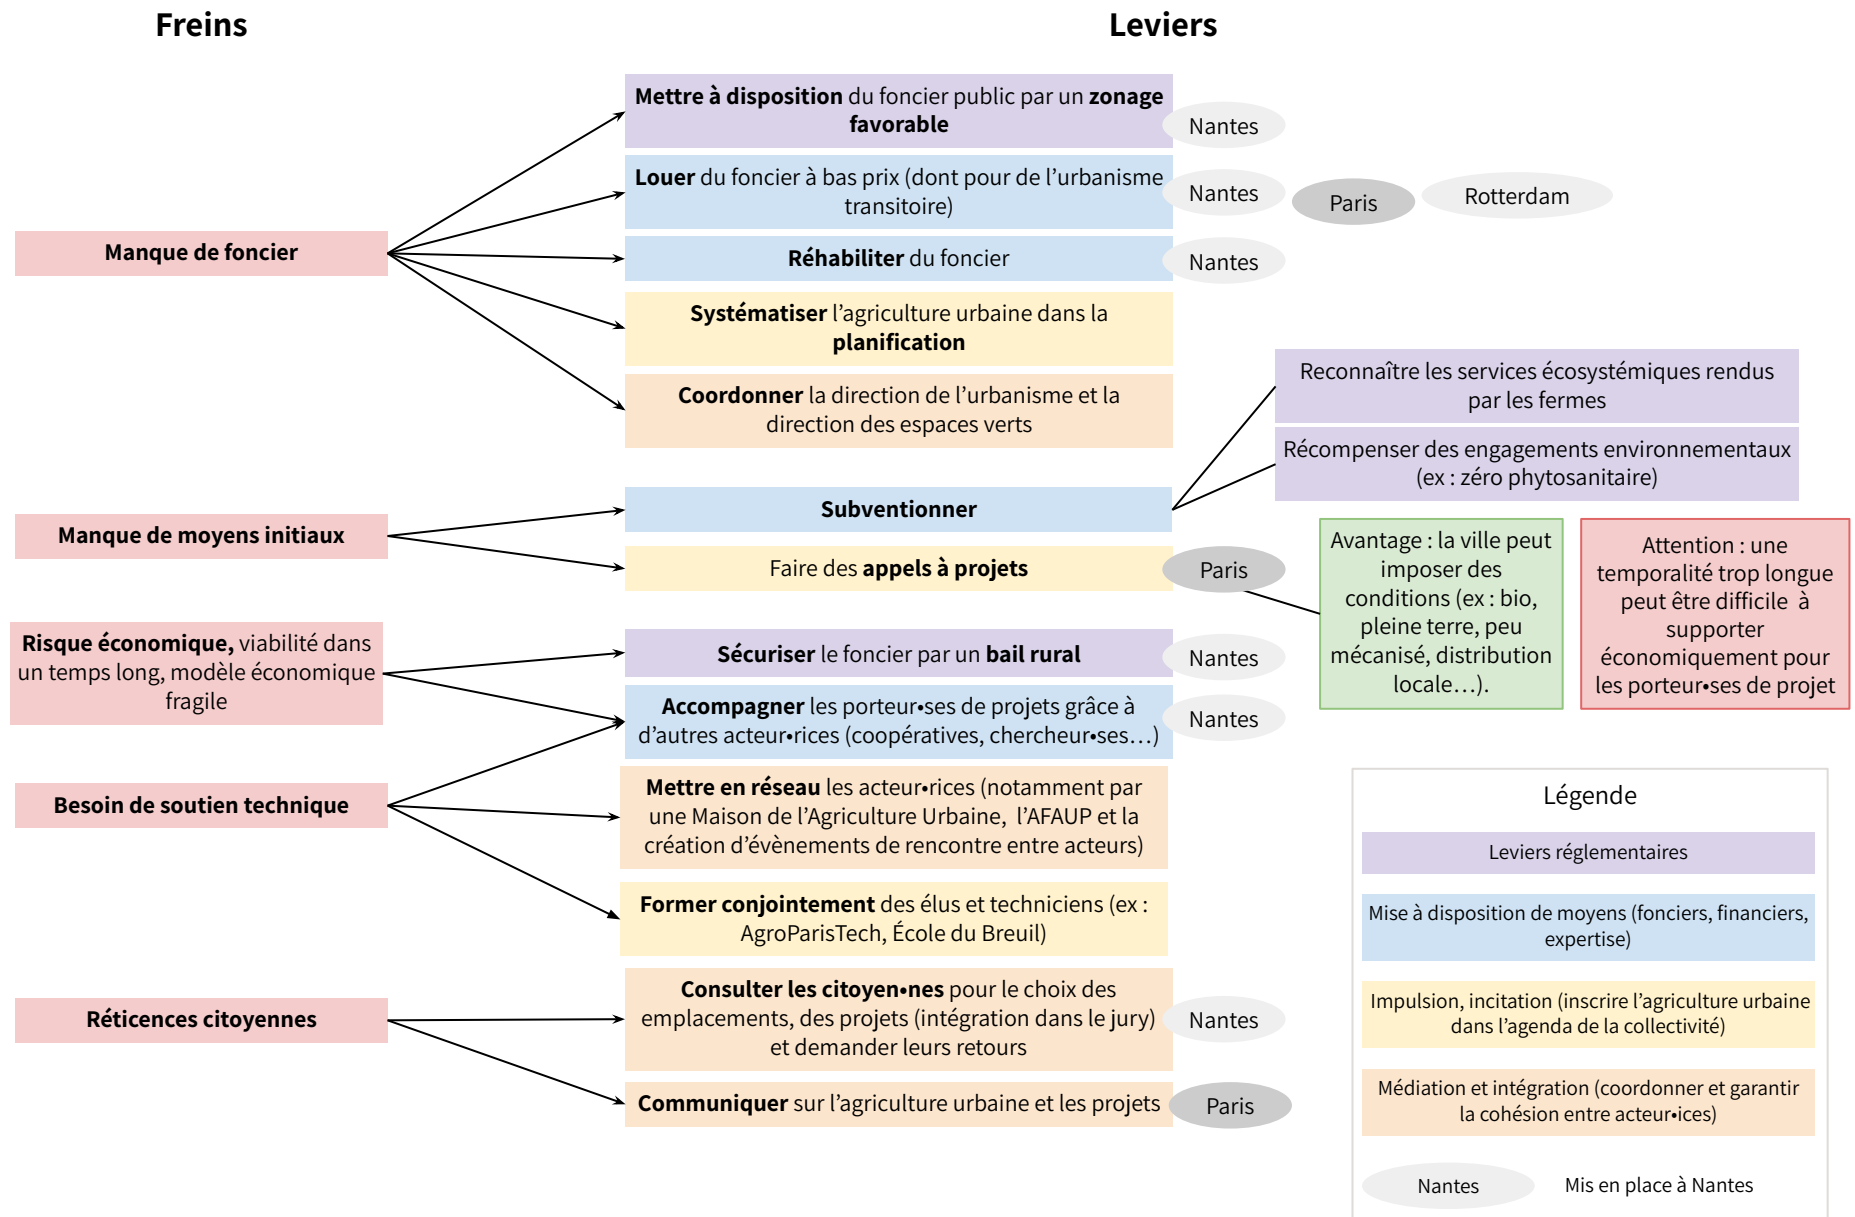 Freins
Leviers
Mettre à disposition du foncier public par un zonage
favorable
Nantes
Louer du foncier à bas prix (dont pour de l'urbanisme
transitoire)
Nantes
Paris
Rotterdam
Manque de foncier
Réhabiliter du foncier
Nantes
Systématiser l'agriculture urbaine dans la
planification
Coordonner la direction de l'urbanisme et la
direction des espaces verts
Reconnaître les services écosystémiques rendus
par les fermes
Récompenser des engagements environnementaux
(ex : zéro phytosanitaire)
Manque de moyens initiaux
Subventionner
Faire des appels à projets
Paris
Avantage : la ville peut
imposer des
conditions (ex : bio,
pleine terre, peu
mécanisé, distribution
locale…).
Attention : une
temporalité trop longue
peut être difficile à
supporter
économiquement pour
les porteur•ses de projet
Risque économique, viabilité dans
un temps long, modèle économique
fragile
Sécuriser le foncier par un bail rural
Nantes
Accompagner les porteur•ses de projets grâce à
d'autres acteur•rices (coopératives, chercheur•ses…)
Nantes
Besoin de soutien technique
Mettre en réseau les acteur•rices (notamment par
une Maison de l'Agriculture Urbaine, l'AFAUP et la
création d'évènements de rencontre entre acteurs)
Former conjointement des élus et techniciens (ex :
AgroParisTech, École du Breuil)
Réticences citoyennes
Consulter les citoyen•nes pour le choix des
emplacements, des projets (intégration dans le jury)
et demander leurs retours
Nantes
Communiquer sur l'agriculture urbaine et les projets
Paris
Légende
Leviers réglementaires
Mise à disposition de moyens (fonciers, financiers,
expertise)
Impulsion, incitation (inscrire l'agriculture urbaine
dans l'agenda de la collectivité)
Médiation et intégration (coordonner et garantir
la cohésion entre acteur•ices)
Nantes
Mis en place à Nantes